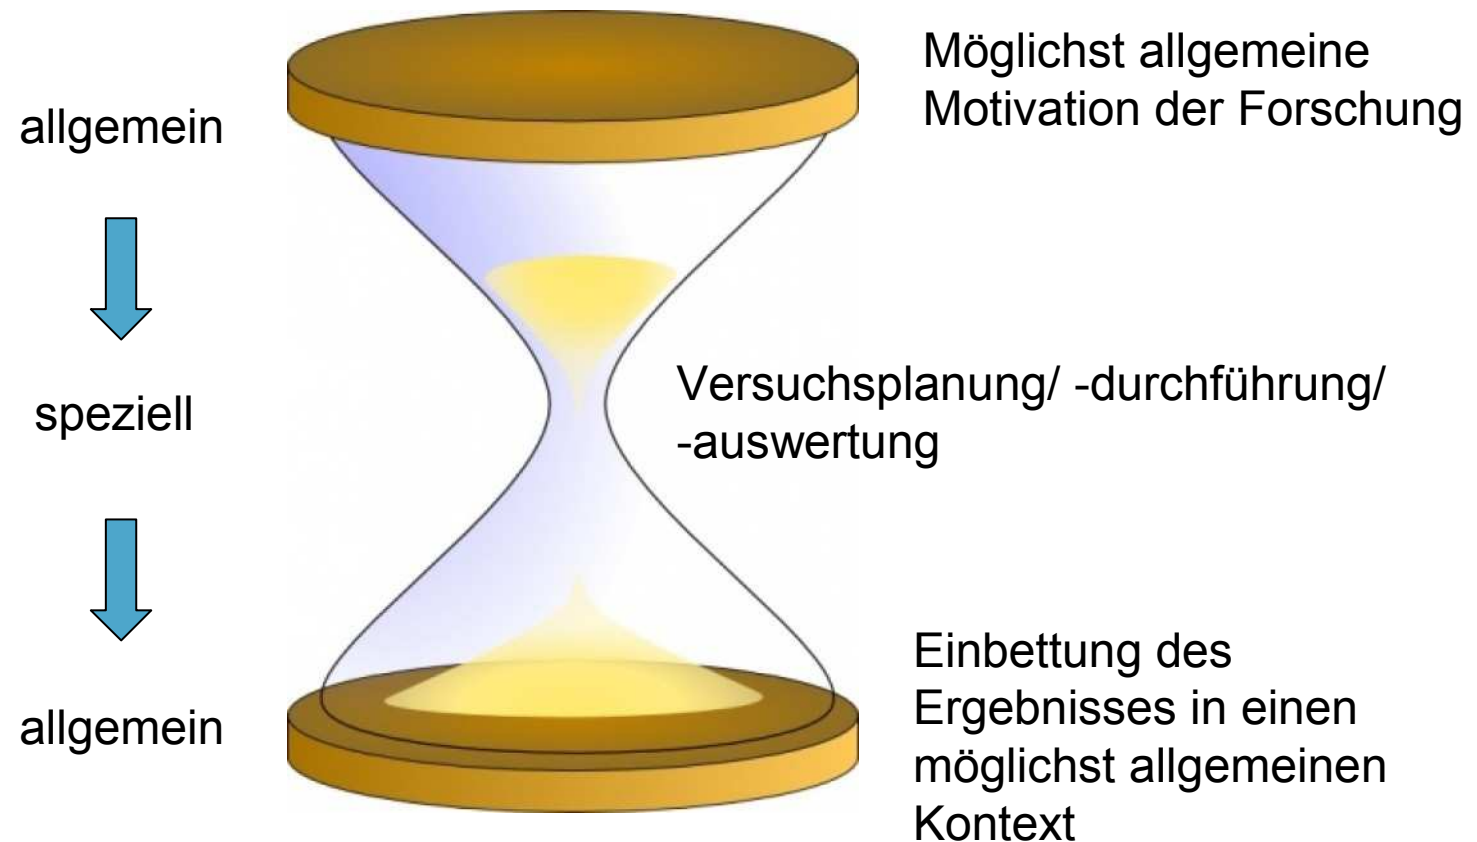 allgemein
Möglichst allgemeine
Motivation der Forschung
speziell
Versuchsplanung/ -durchführung/
-auswertung
allgemein
Einbettung des
Ergebnisses in einen
möglichst allgemeinen
Kontext